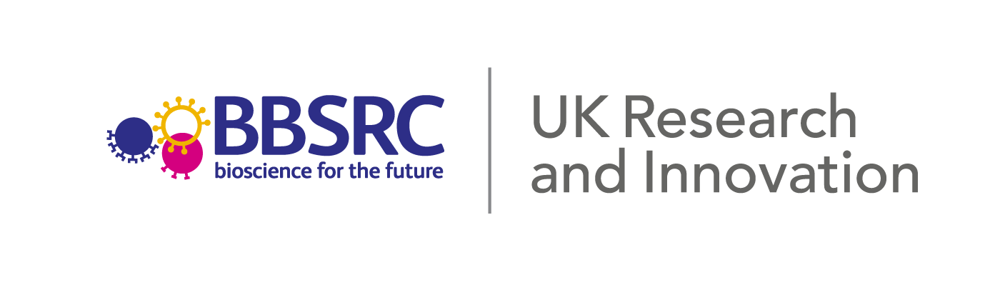 BBSRC
bioscience for the future
UK Research
and Innovation